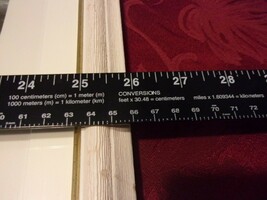 24 25 26 27 28
100 centimeters (cm) = 1 meter (m) CONVERSIONS
1000 meters (m) = 1 kilometer (km) feet x 30.48 = centimeters miles x 1.609344 = kilometers
61 62 63 64 65 66 67 68 69 70 71 72